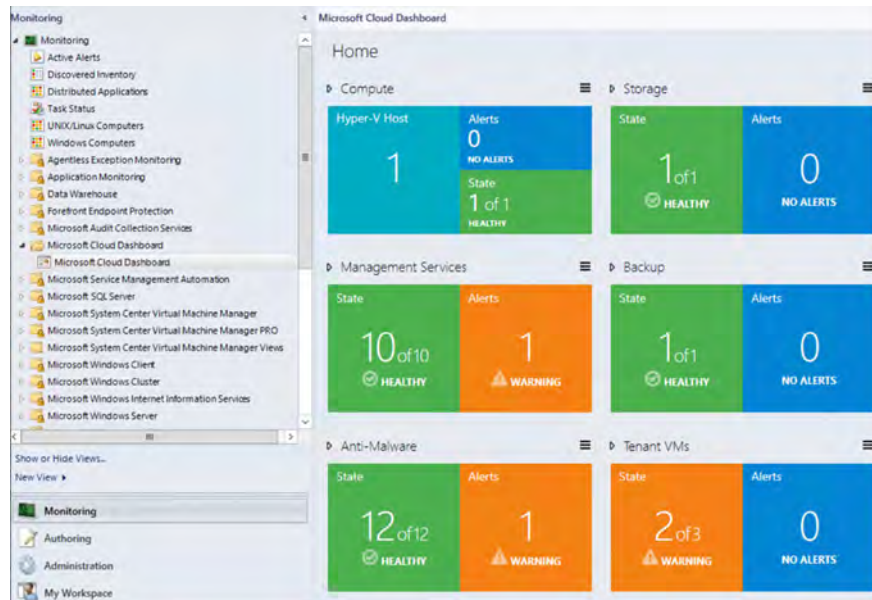 Monitoring
Monitoring
Active Alerts
Discovered Inventory
Distributed Applications
Task Status
UNIX/Linux Computers
Windows Computers
Agentless Exception Monitoring
Application Monitoring
Data Warehouse
Forefront Endpoint Protection
Microsoft Audit Collection Services
Microsoft Cloud Dashboard
Microsoft Cloud Dashboard
Microsoft Service Management Automation
Microsoft SQL Server
Microsoft System Center Virtual Machine Manager
Microsoft System Center Virtual Machine Manager PRO
Microsoft System Center Virtual Machine Manager Views
Microsoft Windows Client
Microsoft Windows Cluster
Microsoft Windows Internet Information Services
Microsoft Windows Server
Show or Hide Views...
New View
Monitoring
Authoring
Administration
My Workspace
Microsoft Cloud Dashboard
Home
Compute
Hyper-V Host
1
Alerts
0
NO ALERTS
State
1 of 1
HEALTHY
Storage
State
1 of 1
HEALTHY
Alerts
0
NO ALERTS
Management Services
State
10 of 10
HEALTHY
Alerts
1
WARNING
Backup
State
1 of 1
HEALTHY
Alerts
0
NO ALERTS
Anti-Malware
State
12 of 12
HEALTHY
Alerts
1
WARNING
Tenant VMs
State
2 of 3
WARNING
Alerts
0
NO ALERTS